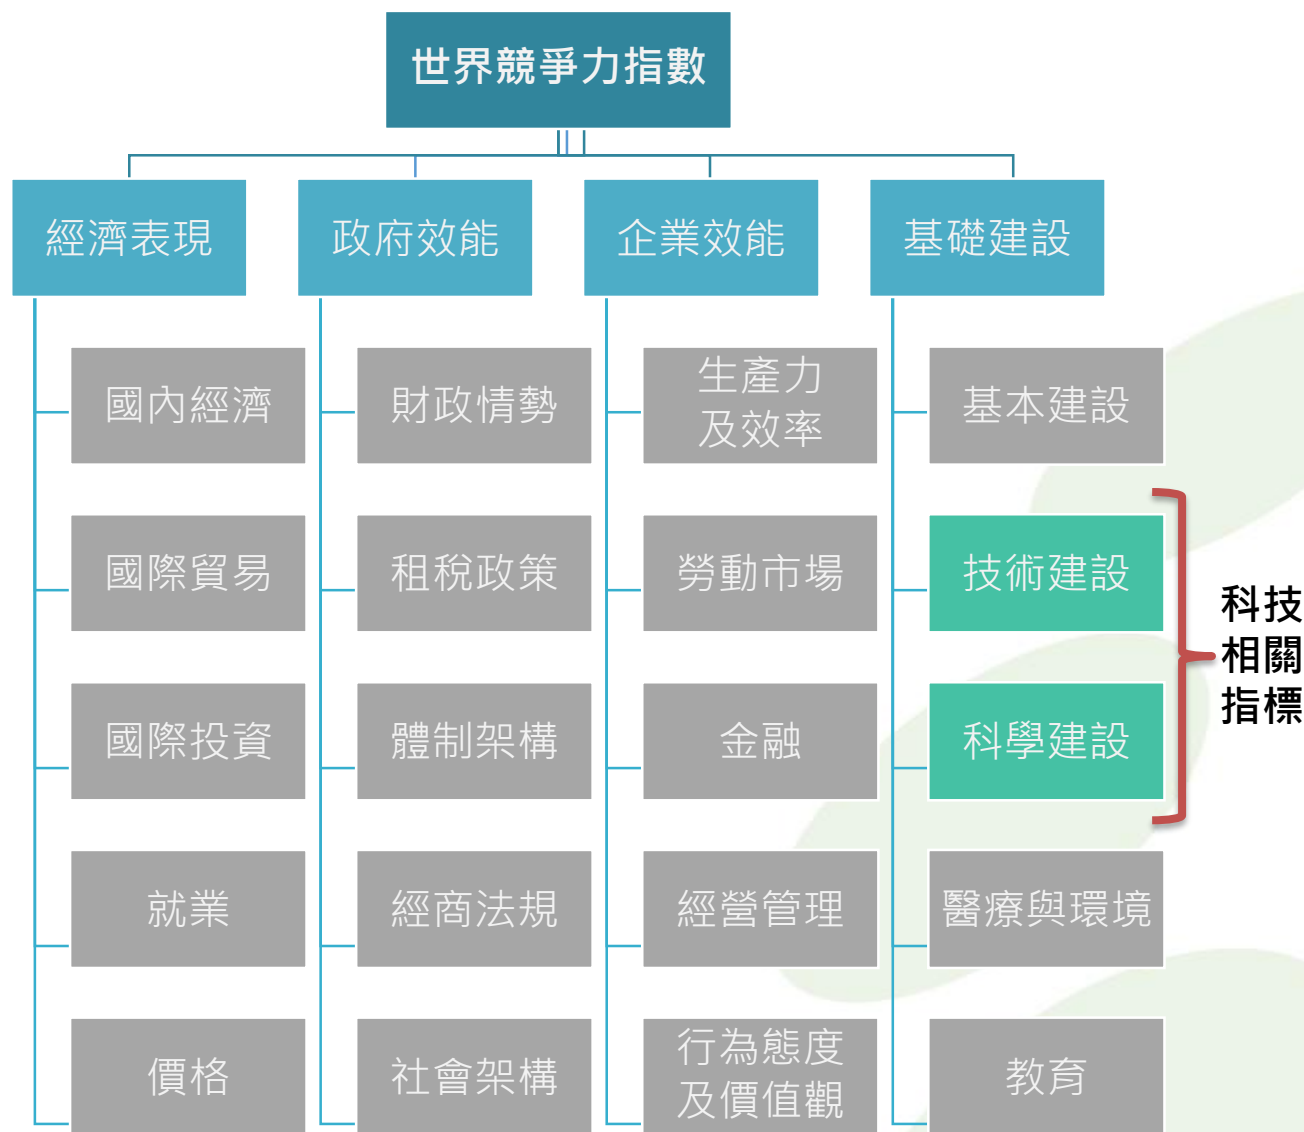 世界競爭力指數
經濟表現
政府效能
企業效能
基礎建設
國內經濟
財政情勢
生產力
及效率
基本建設
國際貿易
租稅政策
勞動市場
技術建設
科技
相關
指標
國際投資
體制架構
金融
科學建設
就業
經商法規
經營管理
醫療與環境
價格
社會架構
行為態度
及價值觀
教育